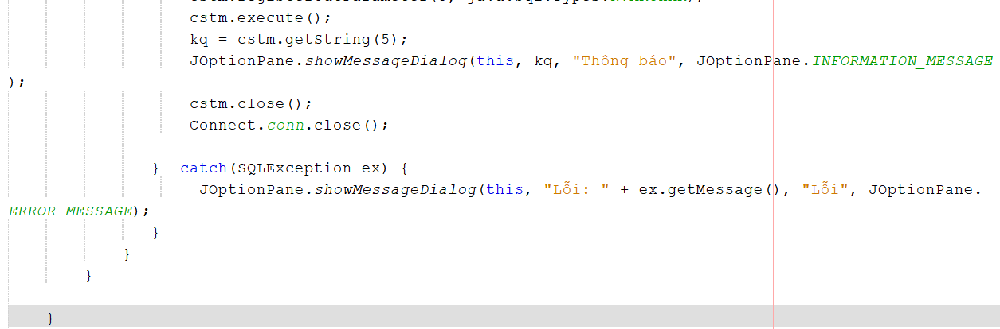 cstm.execute();
kq = cstm.getString(5);
JOptionPane.showMessageDialog(this, kq, "Thông báo", JOptionPane.INFORMATION_MESSAGE
);
cstm.close();
Connect.conn.close();
} catch(SQLException ex) {
JOptionPane.showMessageDialog(this, "Lỗi: " + ex.getMessage(), "Lỗi", JOptionPane.
ERROR_MESSAGE);
}
}
}
}